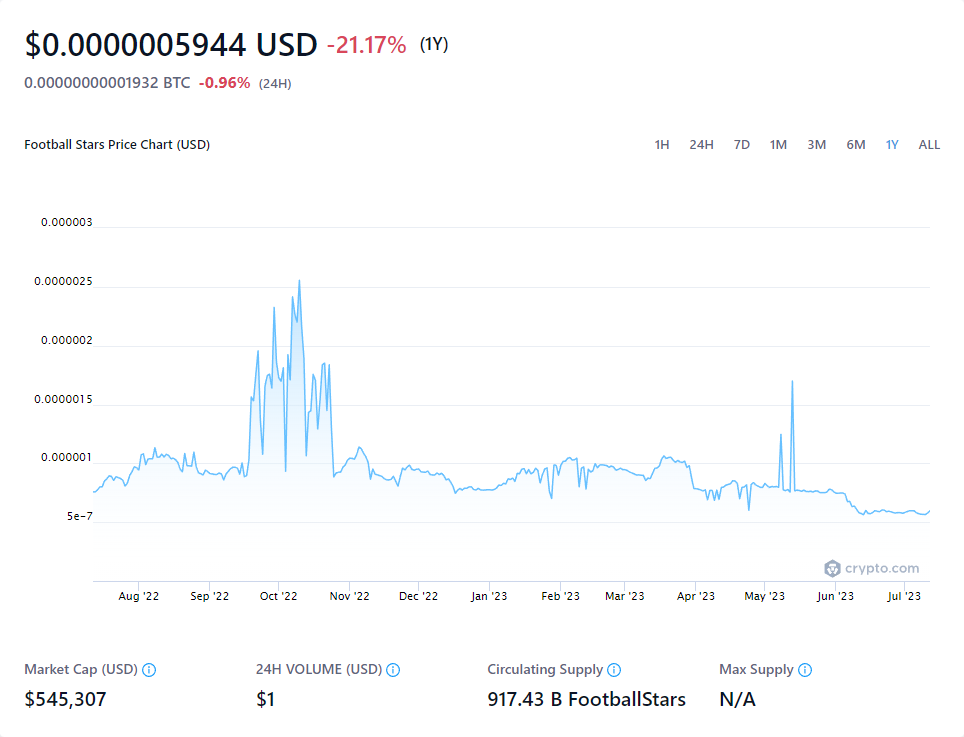 $0.0000005944 USD -21.17% (1Y)
0.00000000001932 BTC -0.96% (24H)
Football Stars Price Chart (USD) 1H 24H 7D 1M 3M 6M 1Y ALL
0.000003
0.0000025
0.000002
0.0000015
0.000001
5e-7
crypto.com
Aug '22 Sep '22 Oct '22 Nov '22 Dec '22 Jan '23 Feb '23 Mar '23 Apr '23 May '23 Jun '23 Jul '23
Market Cap (USD) 24H VOLUME (USD) Circulating Supply Max Supply
$545,307 $1 917.43 B FootballStars N/A